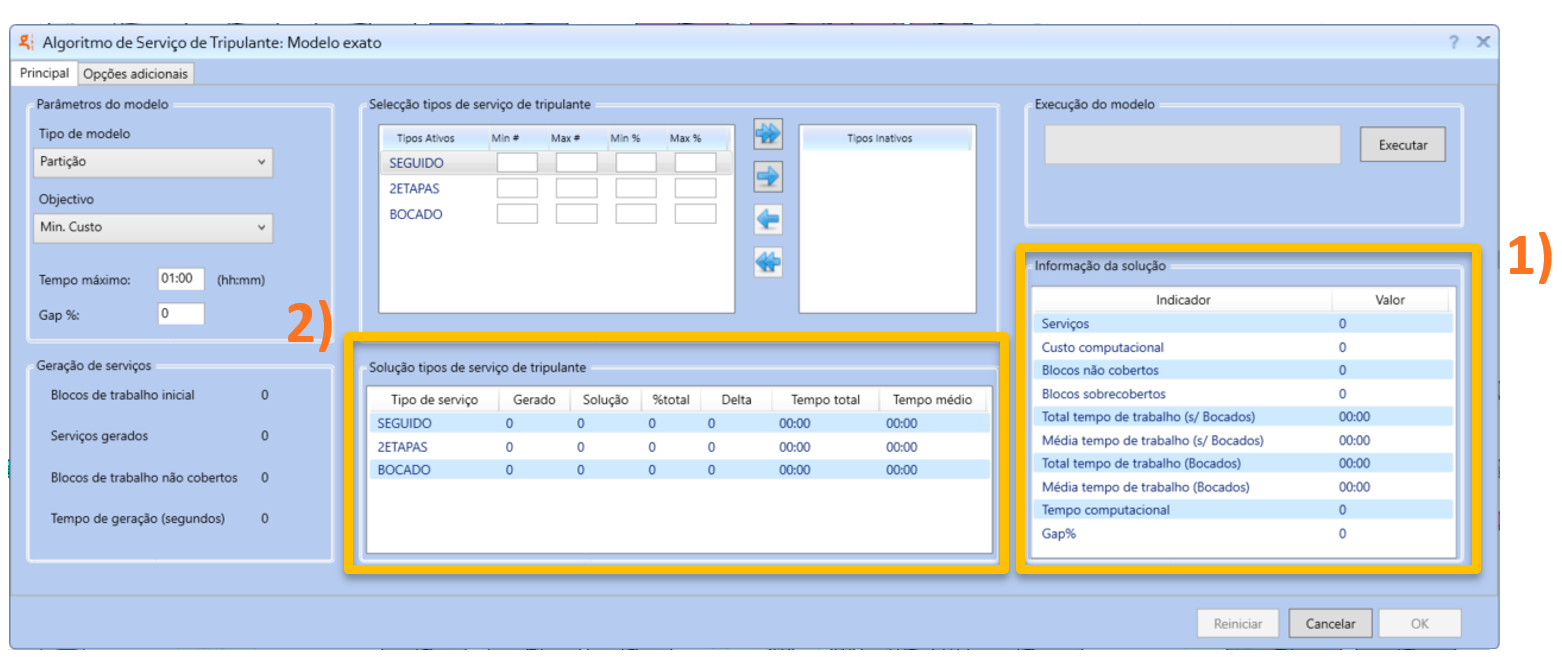 Algoritmo de Serviço de Tripulante: Modelo exato
?
Principal
Opções adicionais
Parâmetros do modelo
Tipo de modelo
Partição
Objectivo
Min. Custo
Tempo máximo: 01:00 (hh:mm)
Gap %: 0
Selecção tipos de serviço de tripulante
Tipos Ativos Min # Max # Min % Max %
SEGUIDO
2ETAPAS
BOCADO
Tipos Inativos
Execução do modelo
Executar
1)
Informação da solução
Indicador Valor
Serviços 0
Custo computacional 0
Blocos não cobertos 0
Blocos sobrecobertos 0
Total tempo de trabalho (s/ Bocados) 00:00
Média tempo de trabalho (s/ Bocados) 00:00
Total tempo de trabalho (Bocados) 00:00
Média tempo de trabalho (Bocados) 00:00
Tempo computacional 0
Gap% 0
2)
Geração de serviços
Blocos de trabalho inicial 0
Serviços gerados 0
Blocos de trabalho não cobertos 0
Tempo de geração (segundos) 0
Solução tipos de serviço de tripulante
Tipo de serviço Gerado Solução %total Delta Tempo total Tempo médio
SEGUIDO 0 0 0 0 00:00 00:00
2ETAPAS 0 0 0 0 00:00 00:00
BOCADO 0 0 0 0 00:00 00:00
Reiniciar
Cancelar
OK